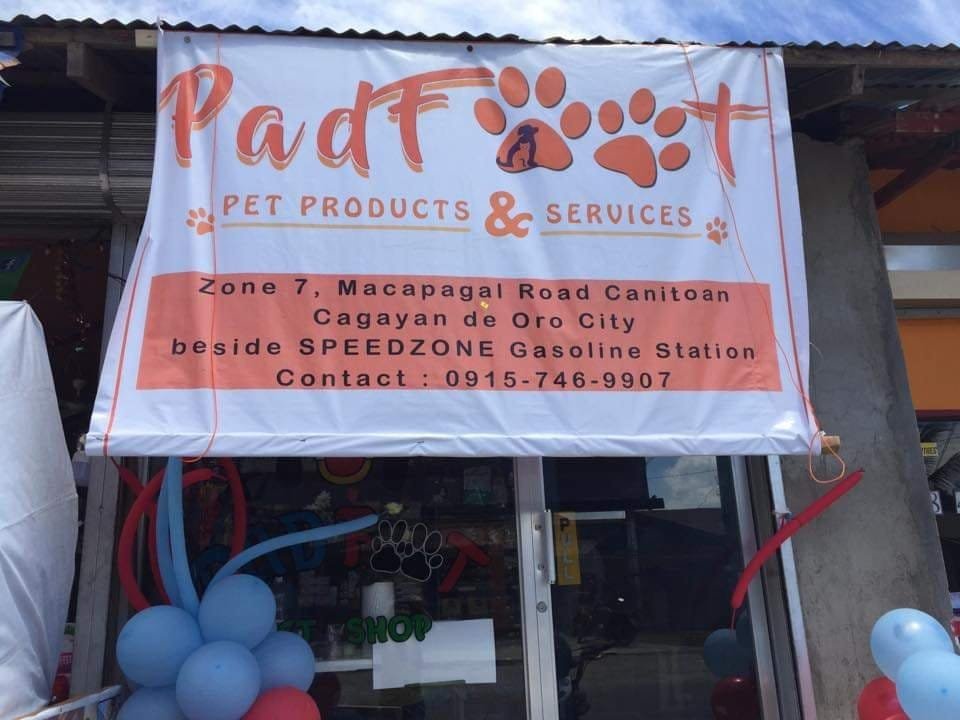 PadFoot
PET PRODUCTS & SERVICES
Zone 7, Macapagal Road Canitoan
Cagayan de Oro City
beside SPEEDZONE Gasoline Station
Contact : 0915-746-9907
PULL
SHOP